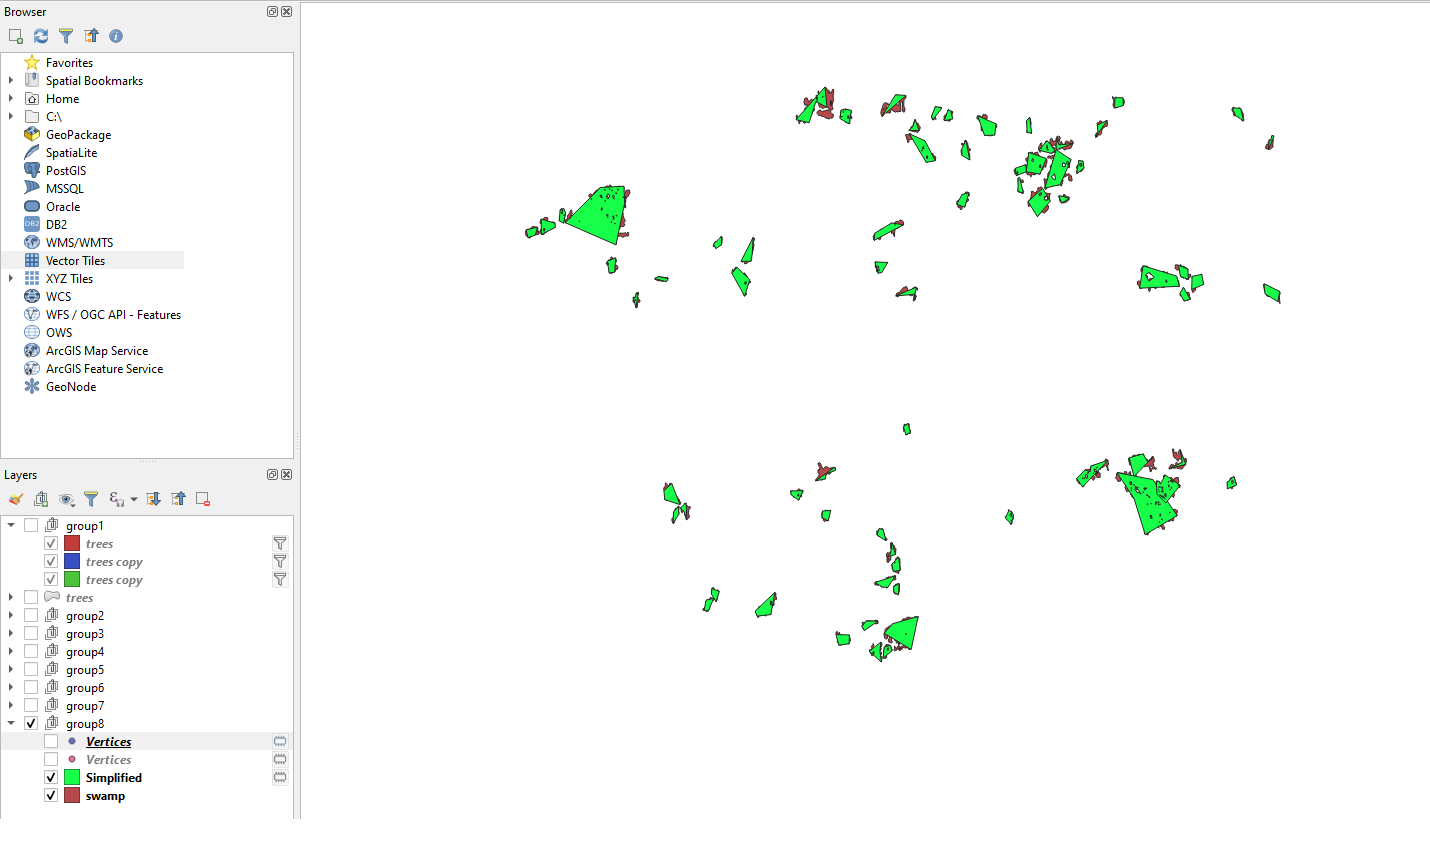 Browser
Favorites
Spatial Bookmarks
Home
C:\
GeoPackage
SpatiaLite
PostGIS
MSSQL
Oracle
DB2
DB2
WMS/WMTS
Vector Tiles
XYZ Tiles
WCS
WFS / OGC API - Features
OWS
ArcGIS Map Service
ArcGIS Feature Service
GeoNode
Layers
group1
trees
trees copy
trees copy
trees
group2
group3
group4
group5
group6
group7
group8
Vertices
Vertices
Simplified
swamp